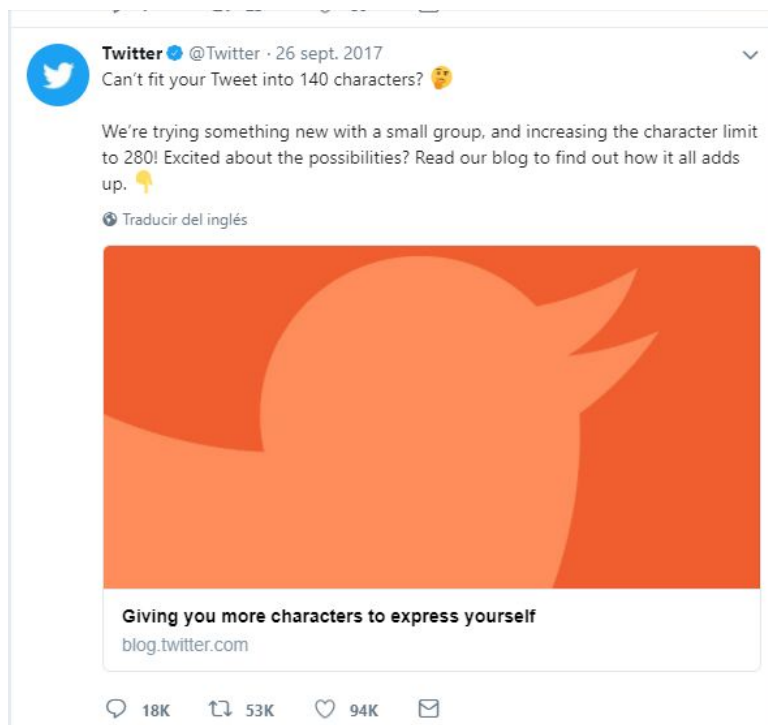 Twitter @Twitter · 26 sept. 2017
Can't fit your Tweet into 140 characters? 🤔
We're trying something new with a small group, and increasing the character limit
to 280! Excited about the possibilities? Read our blog to find out how it all adds
up. 👇
Traducir del inglés
Giving you more characters to express yourself
blog.twitter.com
18K 53K 94K